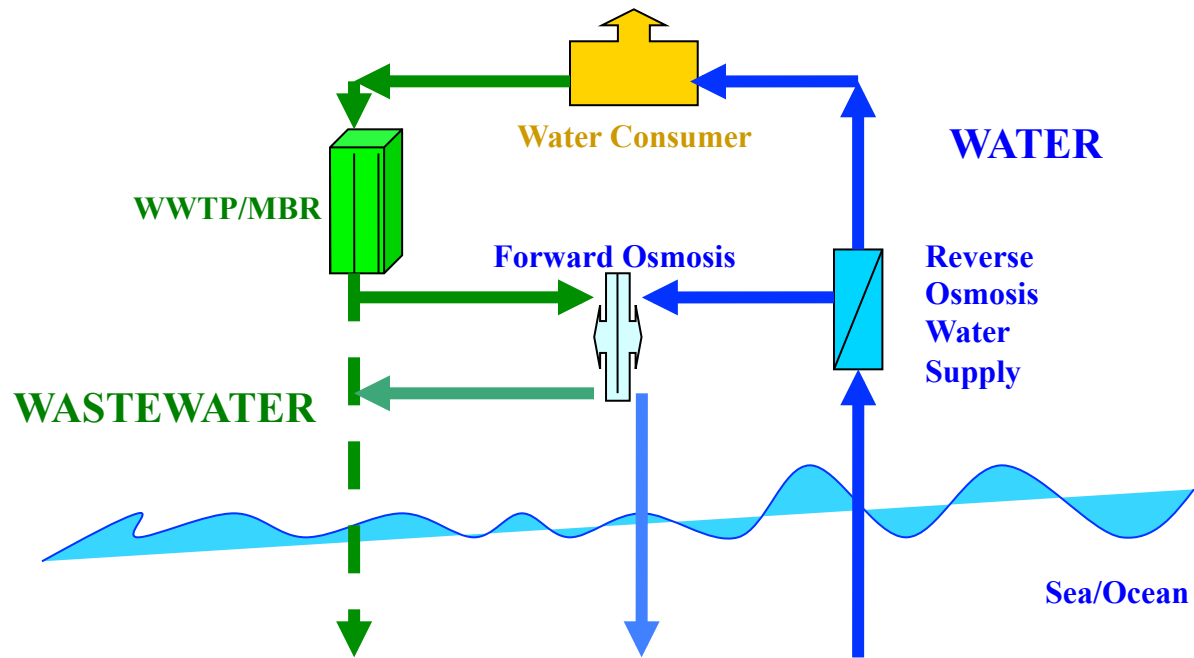 Water Consumer
WATER
WWTP/MBR
Forward Osmosis
Reverse
Osmosis
Water
Supply
WASTEWATER
Sea/Ocean